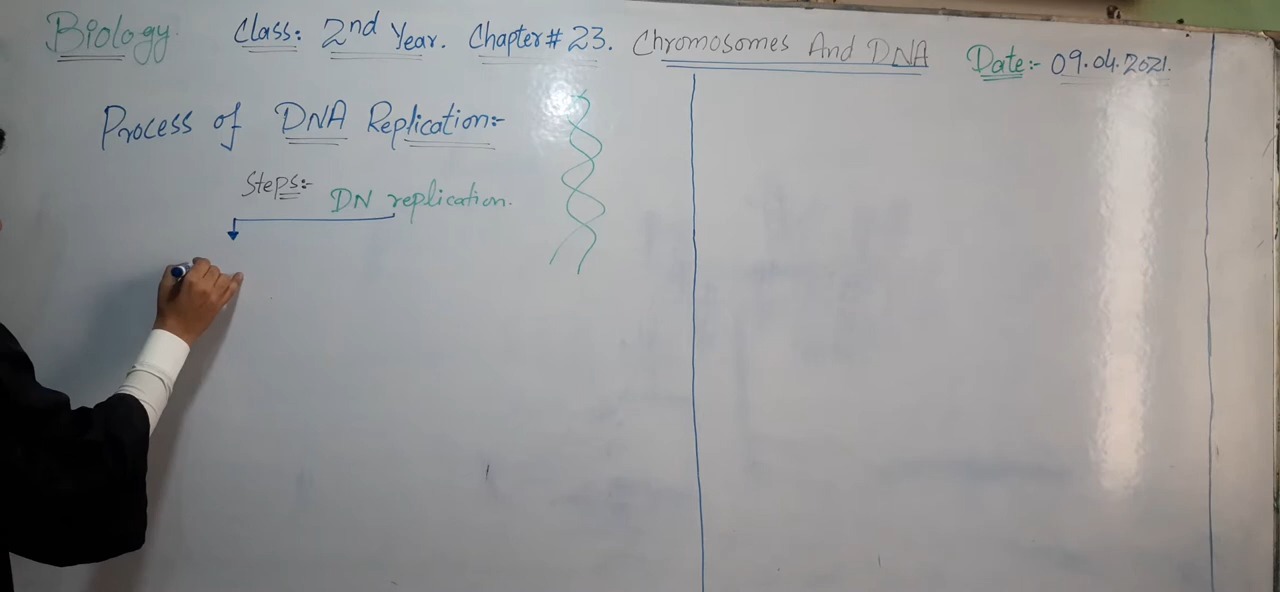 Biology. Class: 2nd Year. Chapter# 23. Chromosomes And DNA Date:- 09.04.2021.
Process of DNA Replication:-
Steps:- DN replication.